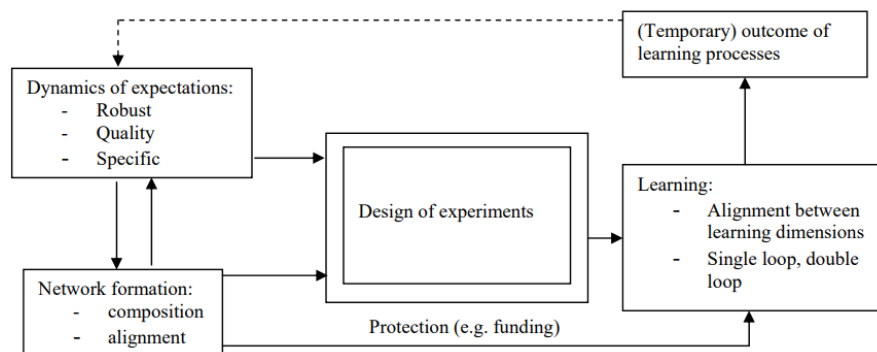 (Temporary) outcome of
learning processes
Dynamics of expectations:
- Robust
- Quality
- Specific
Design of experiments
Learning:
- Alignment between
learning dimensions
- Single loop, double
loop
Network formation:
- composition
- alignment
Protection (e.g. funding)